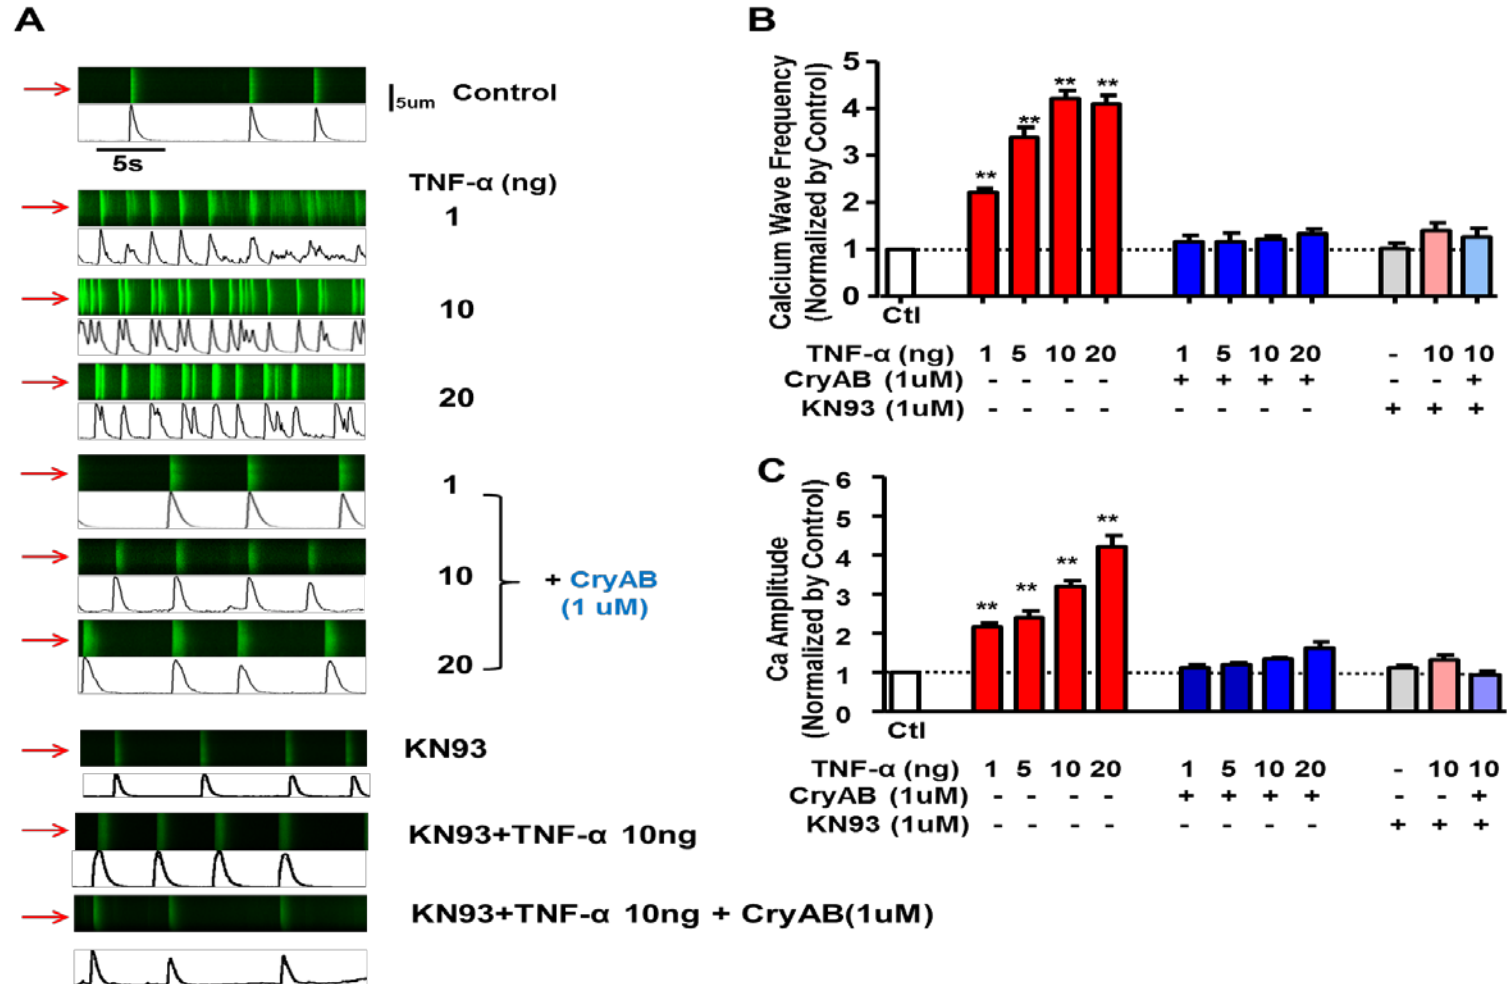 A
5um Control
5s
TNF-α (ng)
1
10
20
1
10
+ CryAB
(1 uM)
20
KN93
KN93+TNF-α 10ng
KN93+TNF-α 10ng + CryAB(1uM)
B
Calcium Wave Frequency
(Normalized by Control)
5
4
3
2
1
0
** ** ** **
Ctl
TNF-α (ng) 1 5 10 20 1 5 10 20 - 10 10
CryAB (1uM) - - - - + + + + - - +
KN93 (1uM) - - - - - - - - + + +
C
Ca Amplitude
(Normalized by Control)
6
5
4
3
2
1
0
** ** ** **
Ctl
TNF-α (ng) 1 5 10 20 1 5 10 20 - 10 10
CryAB (1uM) - - - - + + + + - - +
KN93 (1uM) - - - - - - - - + + +